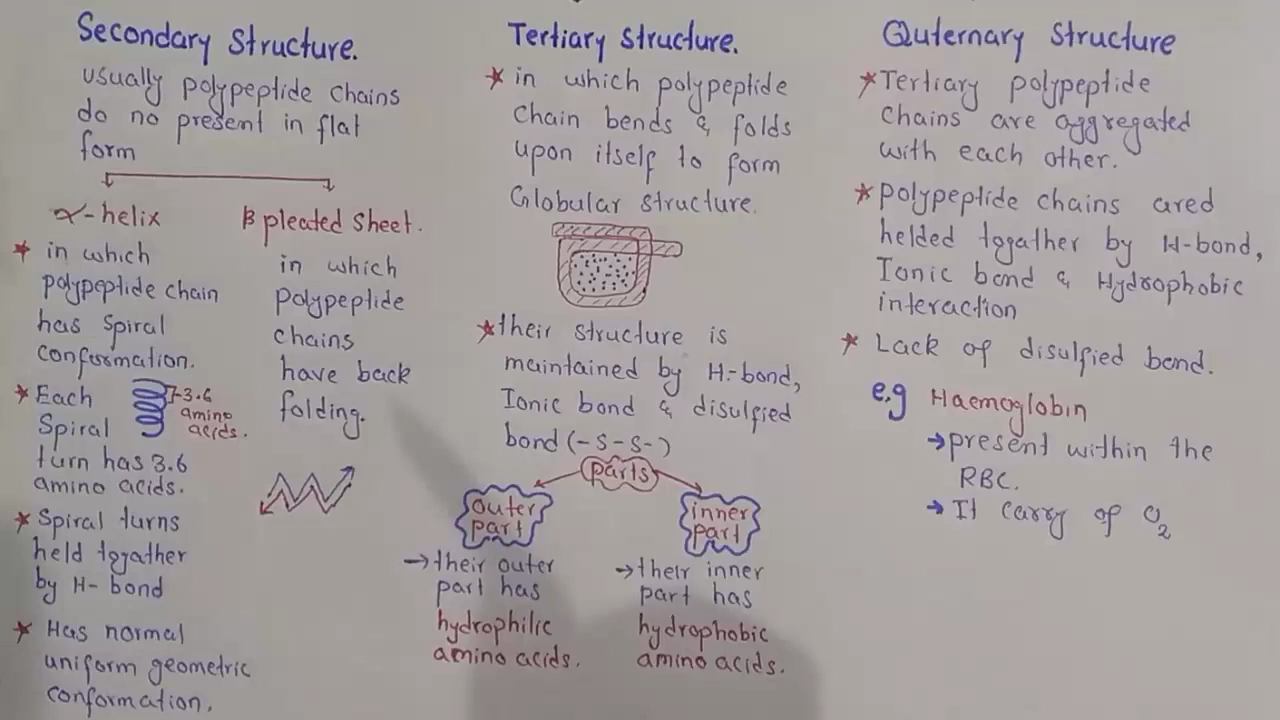 Secondary Structure.
usually polypeptide chains
do no present in flat
form
α-helix
* in which
polypeptide chain
has spiral
conformation.
* Each
Spiral
turn has 3.6
amino acids.
3.6
amino
acids.
* Spiral turns
held togather
by H-bond
* Has normal
uniform geometric
conformation.
β pleated sheet.
in which
polypeptide
chains
have back
folding.
Tertiary structure.
* in which polypeptide
Chain bends & folds
upon itself to form
Globular structure.
* their structure is
maintained by H-bond,
Ionic bond & disulfied
bond (-S-S-)
parts
outer
part
→ their outer
part has
hydrophilic
amino acids.
inner
part
→ their inner
part has
hydrophobic
amino acids.
Quternary Structure
* Tertiary polypeptide
chains are aggregated
with each other.
* polypeptide chains ared
helded togather by H-bond,
Ionic bond & Hydrophobic
interaction
* Lack of disulfied bond.
e.g Haemoglobin
→ present within the
RBC.
→ It carry of O2